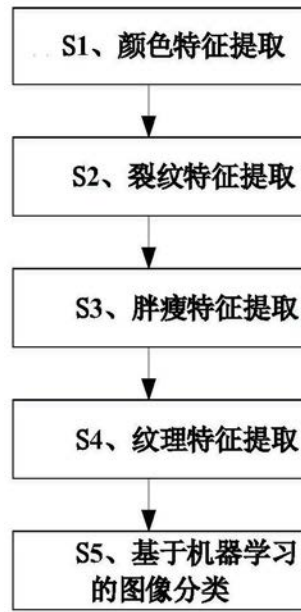 S1、颜色特征提取
S2、裂纹特征提取
S3、胖瘦特征提取
S4、纹理特征提取
S5、基于机器学习
的图像分类